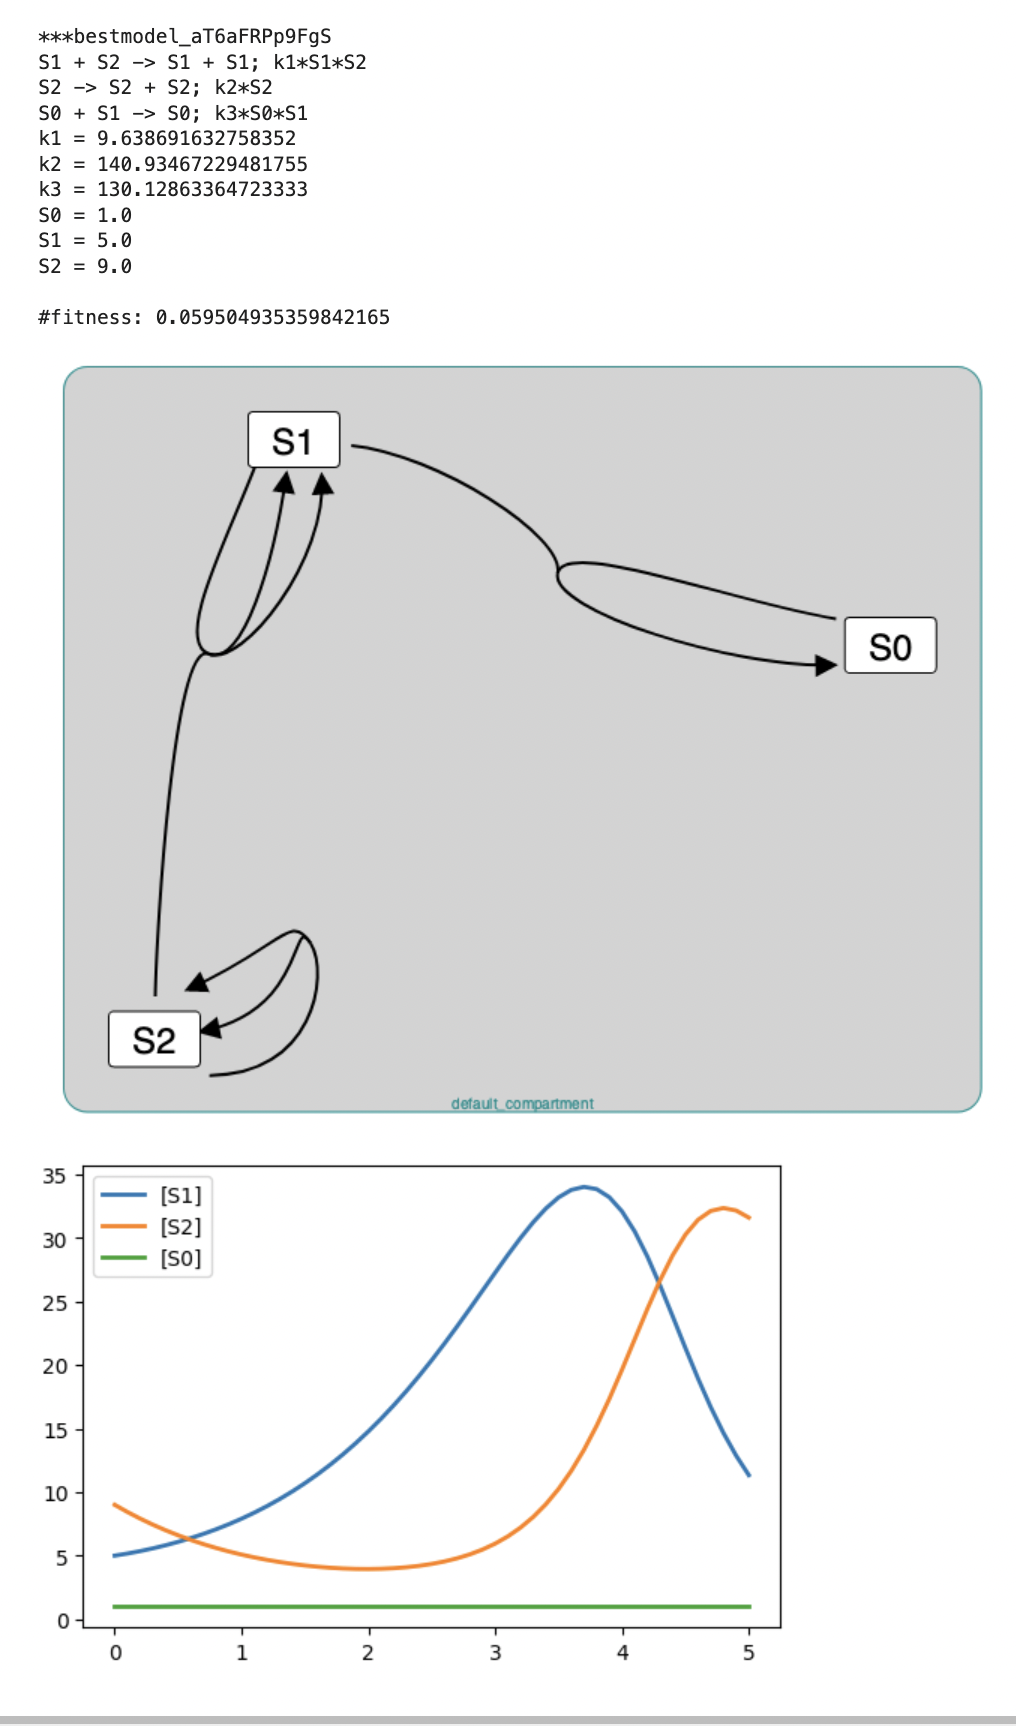 ***bestmodel_aT6aFRPp9FgS
S1 + S2 -> S1 + S1; k1*S1*S2
S2 -> S2 + S2; k2*S2
S0 + S1 -> S0; k3*S0*S1
k1 = 9.638691632758352
k2 = 140.93467229481755
k3 = 130.12863364723333
S0 = 1.0
S1 = 5.0
S2 = 9.0
#fitness: 0.059504935359842165
S1
S0
S2
default_compartment
35
30
25
20
15
10
5
0
[S1]
[S2]
[S0]
0 1 2 3 4 5